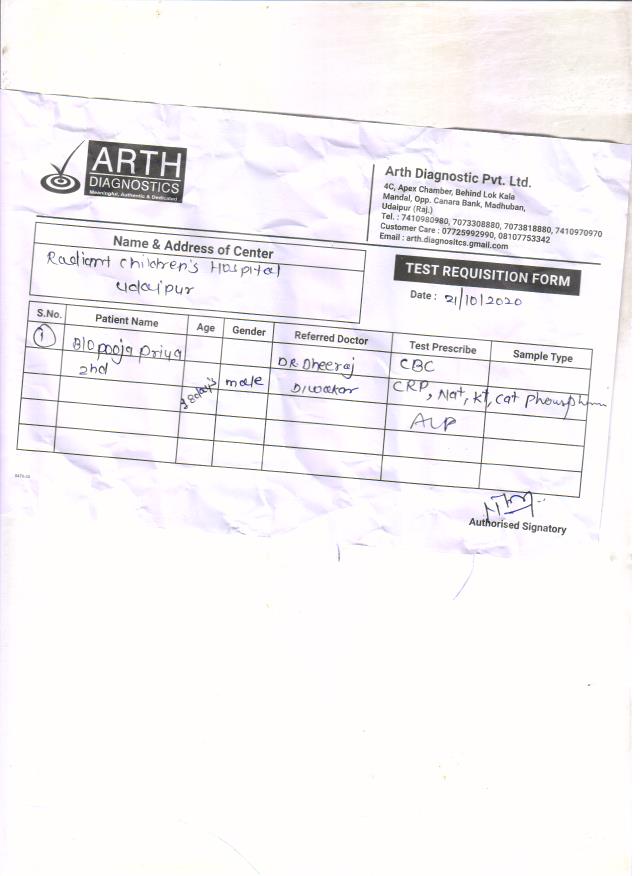 ARTH
DIAGNOSTICS
Meaningful, Authentic & Dedicated
Arth Diagnostic Pvt. Ltd.
4C, Apex Chamber, Behind Lok Kala
Mandal, Opp. Canara Bank, Madhuban,
Udaipur (Raj.)
Tel. : 7410980980, 7073308880, 7073818880, 7410970970
Customer Care : 07725992990, 08107753342
Email : arth.diagnositcs.gmail.com
Name & Address of Center
Radiant Children's Hospital
Udaipur
TEST REQUISITION FORM
Date : 21/10/2020
S.No. Patient Name Age Gender Referred Doctor Test Prescribe Sample Type
1 B/O pooja Priya DR. Dheeraj CBC
2nd days male Diwakar CRP, Na+, K+, Ca+
ALP
Authorised Signatory